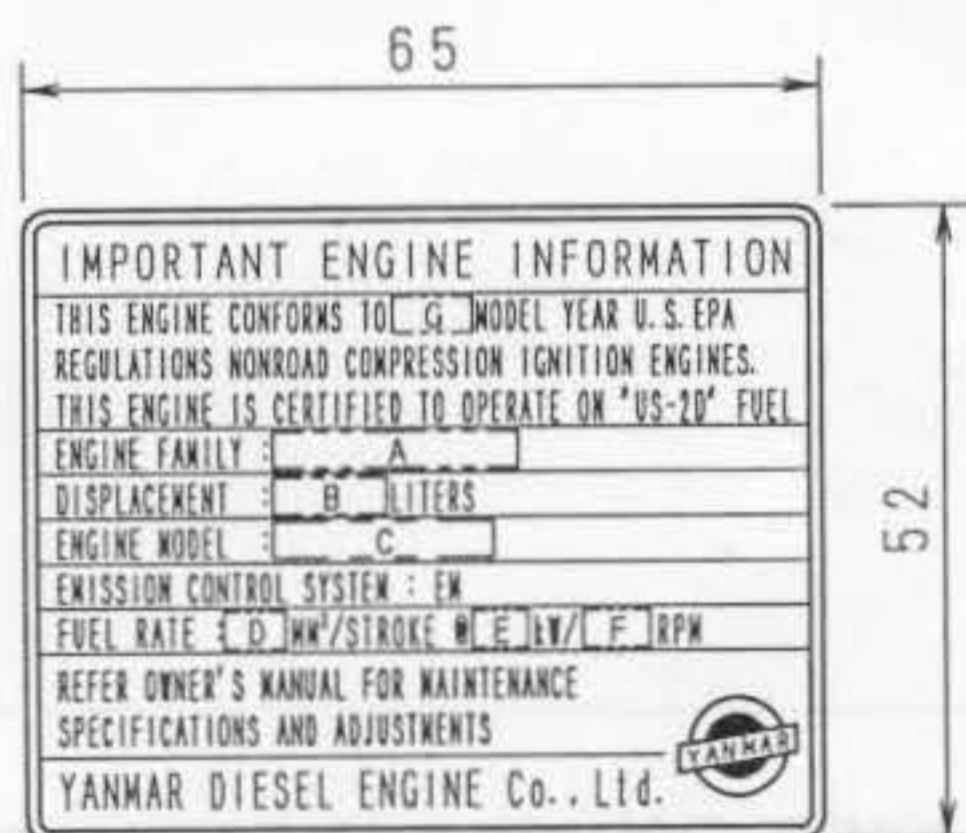 65
IMPORTANT ENGINE INFORMATION
THIS ENGINE CONFORMS TO G MODEL YEAR U.S. EPA
REGULATIONS NONROAD COMPRESSION IGNITION ENGINES.
THIS ENGINE IS CERTIFIED TO OPERATE ON "US-2D" FUEL
ENGINE FAMILY : A
DISPLACEMENT : B LITERS
ENGINE MODEL : C
EMISSION CONTROL SYSTEM : EM
FUEL RATE : D MM³/STROKE @ E kW/ F RPM
REFER OWNER'S MANUAL FOR MAINTENANCE
SPECIFICATIONS AND ADJUSTMENTS
YANMAR
YANMAR DIESEL ENGINE Co., Ltd.
52